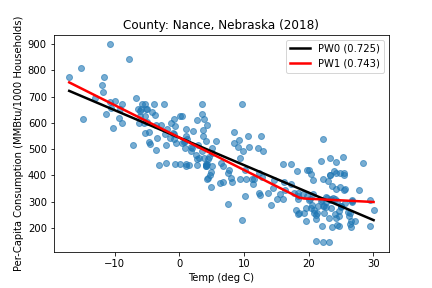 County: Nance, Nebraska (2018)
PW0 (0.725)
PW1 (0.743)
Per-Capita Consumption (MMBtu/1000 Households)
900
800
700
600
500
400
300
200
−10
0
10
20
30
Temp (deg C)